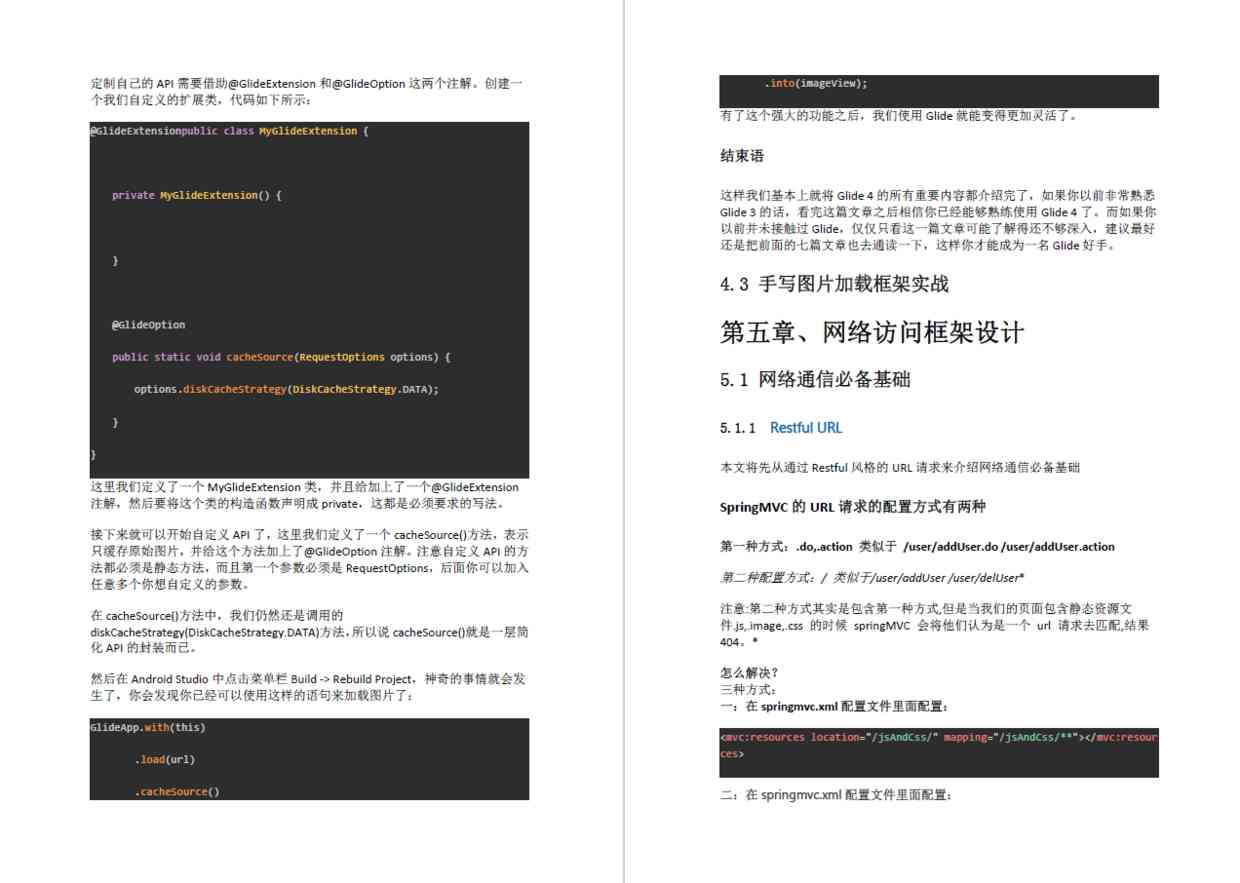 定制自己的 API 需要借助@GlideExtension 和@GlideOption 这两个注解。创建一
个我们自定义的扩展类，代码如下所示：
@GlideExtensionpublic class MyGlideExtension {
private MyGlideExtension() {
}
@GlideOption
public static void cacheSource(RequestOptions options) {
options.diskCacheStrategy(DiskCacheStrategy.DATA);
}
}
这里我们定义了一个 MyGlideExtension 类，并且给加上了一个@GlideExtension
注解，然后要将这个类的构造函数声明成 private，这都是必须要求的写法。
接下来就可以开始自定义 API 了，这里我们定义了一个 cacheSource()方法，表示
只缓存原始图片，并给这个方法加上了@GlideOption 注解。注意自定义 API 的方
法都必须是静态方法，而且第一个参数必须是 RequestOptions，后面你可以加入
任意多个你想自定义的参数。
在 cacheSource()方法中，我们仍然还是调用的
diskCacheStrategy(DiskCacheStrategy.DATA)方法，所以说 cacheSource()就是一层简
化 API 的封装而已。
然后在 Android Studio 中点击菜单栏 Build -> Rebuild Project，神奇的事情就会发
生了，你会发现你已经可以使用这样的语句来加载图片了：
GlideApp.with(this)
.load(url)
.cacheSource()
.into(imageView);
有了这个强大的功能之后，我们使用 Glide 就能变得更加灵活了。
结束语
这样我们基本上就将 Glide 4 的所有重要内容都介绍完了，如果你以前非常熟悉
Glide 3 的话，看完这篇文章之后相信你已经能够熟练使用 Glide 4 了。而如果你
以前并未接触过 Glide，仅仅只看这一篇文章可能了解得还不够深入，建议最好
还是把前面的七篇文章也去通读一下，这样你才能成为一名 Glide 好手。
4.3 手写图片加载框架实战
第五章、网络访问框架设计
5.1 网络通信必备基础
5.1.1 Restful URL
本文将先从通过 Restful 风格的 URL 请求来介绍网络通信必备基础
SpringMVC 的 URL 请求的配置方式有两种
第一种方式：.do,.action 类似于 /user/addUser.do /user/addUser.action
第二种配置方式：/ 类似于/user/addUser /user/delUser*
注意:第二种方式其实是包含第一种方式,但是当我们的页面包含静态资源文
件.js,.image,.css 的时候 springMVC 会将他们认为是一个 url 请求去匹配,结果
404。*
怎么解决?
三种方式：
一：在 springmvc.xml 配置文件里面配置：
<mvc:resources location="/jsAndCss/" mapping="/jsAndCss/**"></mvc:resour
ces>
二：在 springmvc.xml 配置文件里面配置：